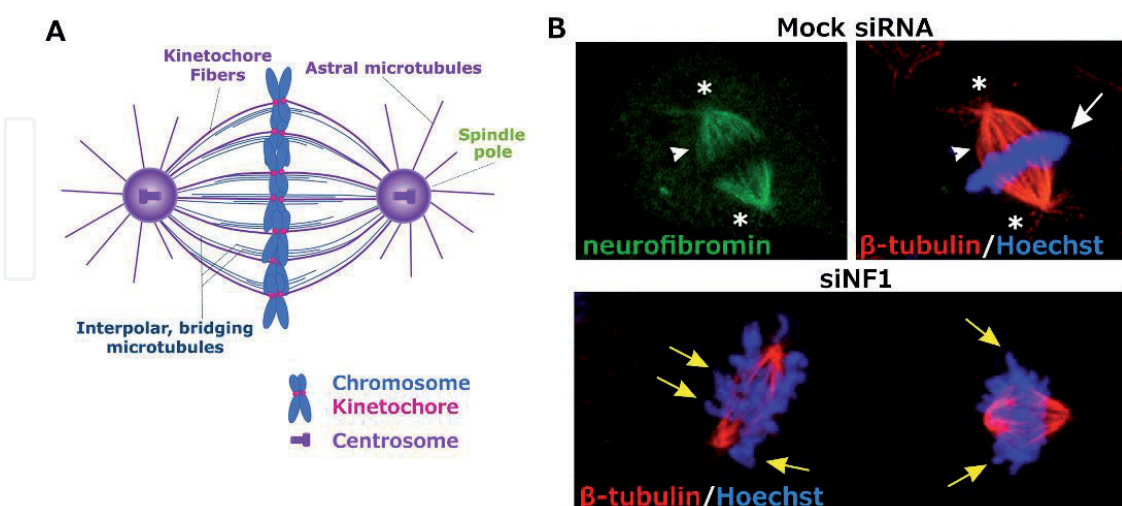 A
Kinetochore
Fibers
Astral microtubules
Spindle
pole
Interpolar, bridging
microtubules
Chromosome
Kinetochore
Centrosome
B
Mock siRNA
*
*
neurofibromin
*
*
β-tubulin/Hoechst
siNF1
β-tubulin/Hoechst